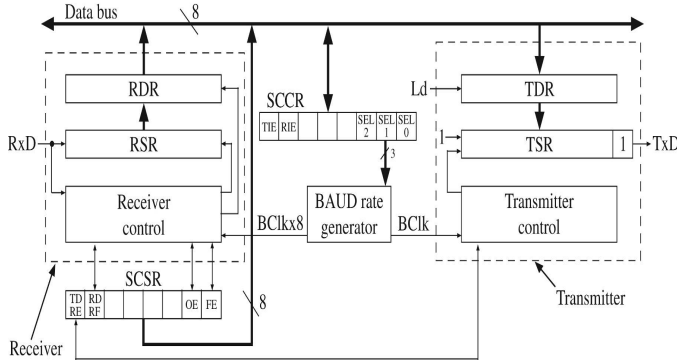 Data bus
8
RDR
Ld
TDR
SCCR
TIE RIE SEL 2 SEL 1 SEL 0
RxD
RSR
1
TSR
1
TxD
3
Receiver control
BClkx8
BAUD rate generator
BClk
Transmitter control
SCSR
TD RE RD RF OE FE
8
Receiver
Transmitter